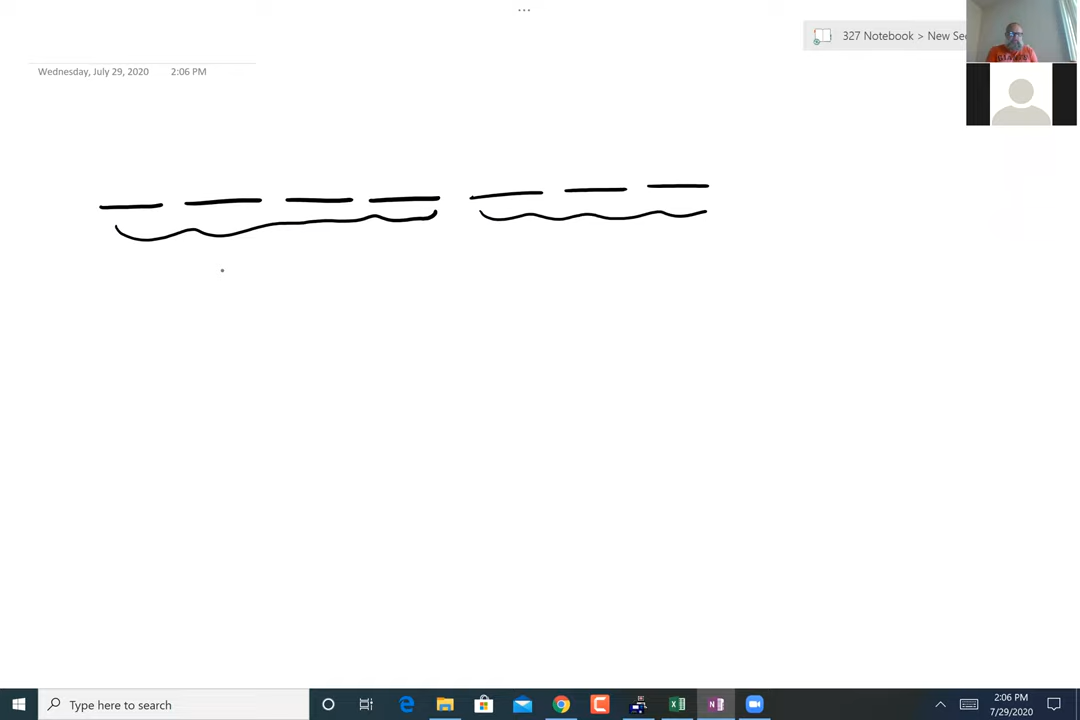 327 Notebook > New Se
Wednesday, July 29, 2020 2:06 PM
Type here to search
2:06 PM
7/29/2020